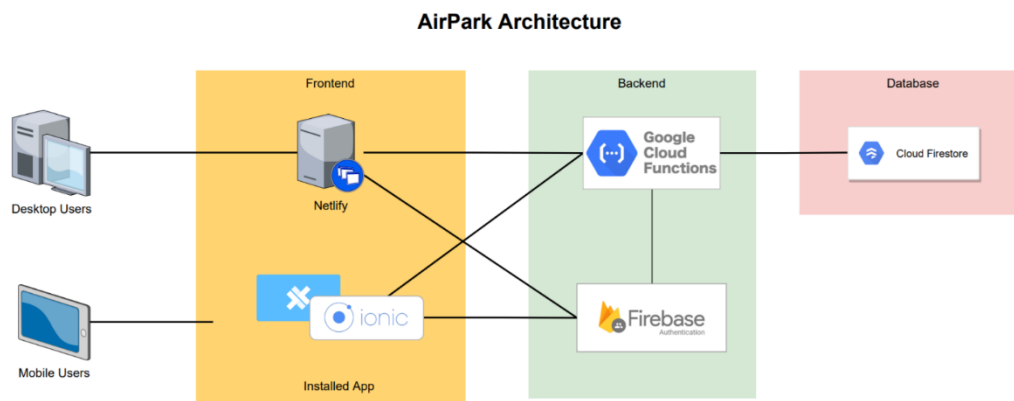 AirPark Architecture
Frontend
Backend
Database
Google
Cloud
Functions
Cloud Firestore
Desktop Users
Netlify
ionic
Firebase
Authentication
Mobile Users
Installed App